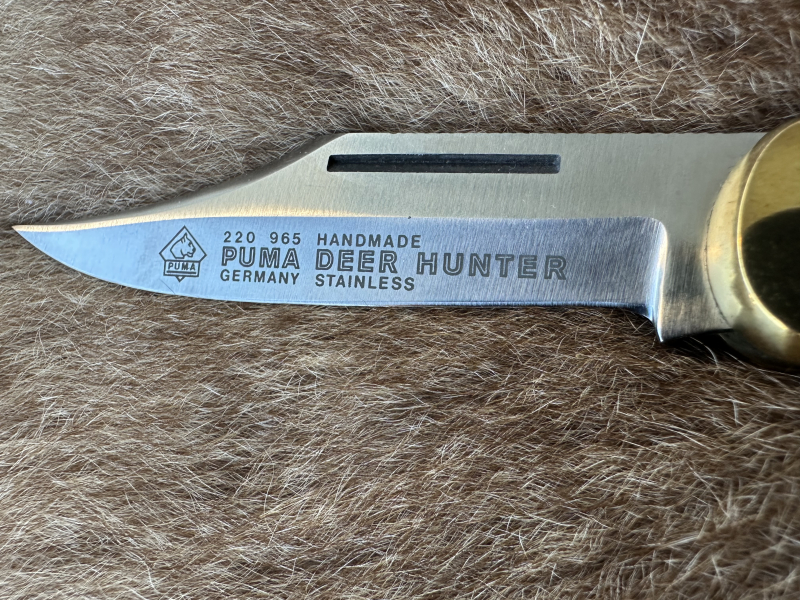 220 965 HANDMADE
PUMA DEER HUNTER
GERMANY STAINLESS
PUMA